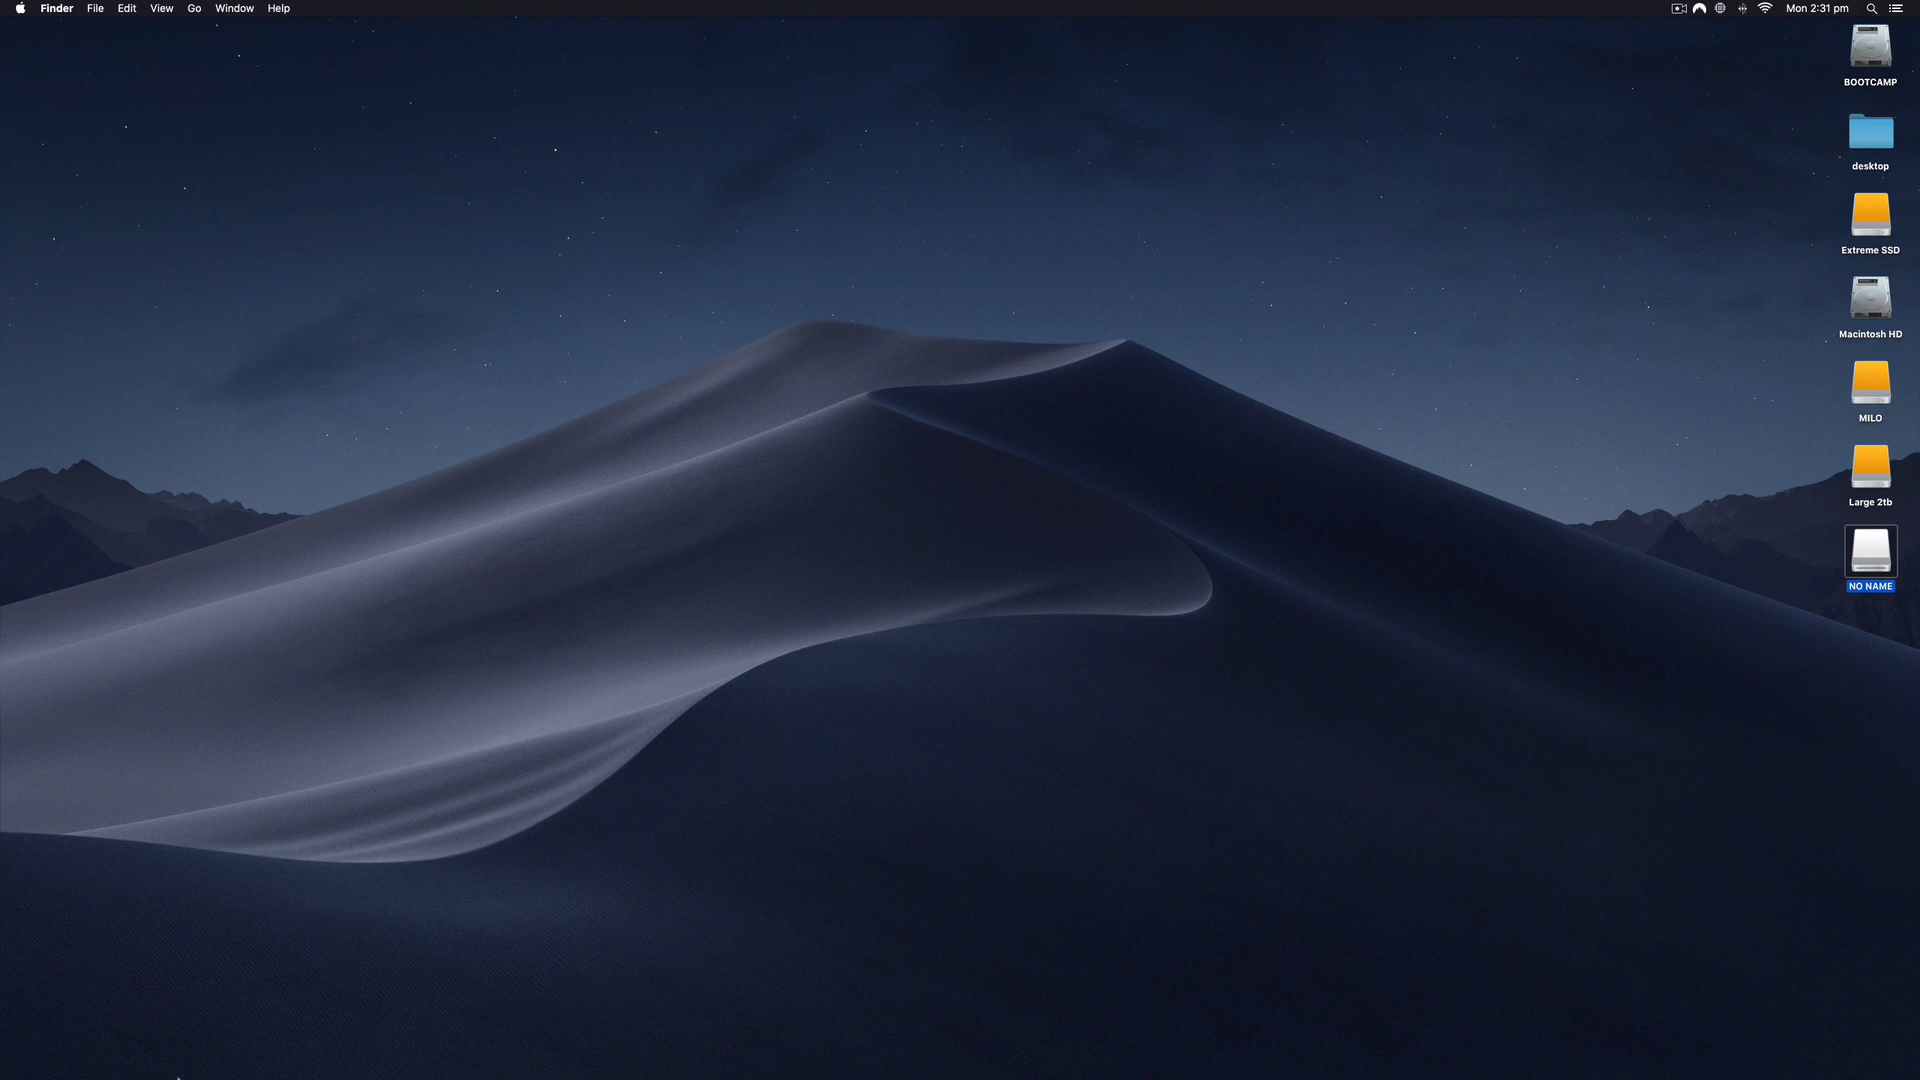 Finder File Edit View Go Window Help Mon 2:31 pm
BOOTCAMP
desktop
Extreme SSD
Macintosh HD
MILO
Large 2tb
NO NAME